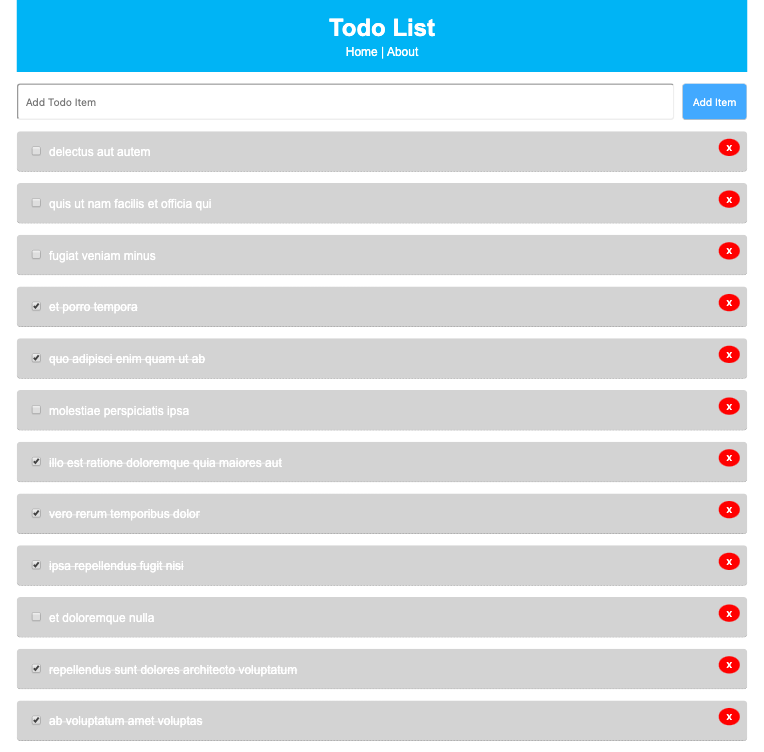 Todo List
Home | About
Add Todo Item
Add Item
delectus aut autem
x
quis ut nam facilis et officia qui
x
fugiat veniam minus
x
et porro tempora
x
quo adipisci enim quam ut ab
x
molestiae perspiciatis ipsa
x
illo est ratione doloremque quia maiores aut
x
vero rerum temporibus dolor
x
ipsa repellendus fugit nisi
x
et doloremque nulla
x
repellendus sunt dolores architecto voluptatum
x
ab voluptatum amet voluptas
x